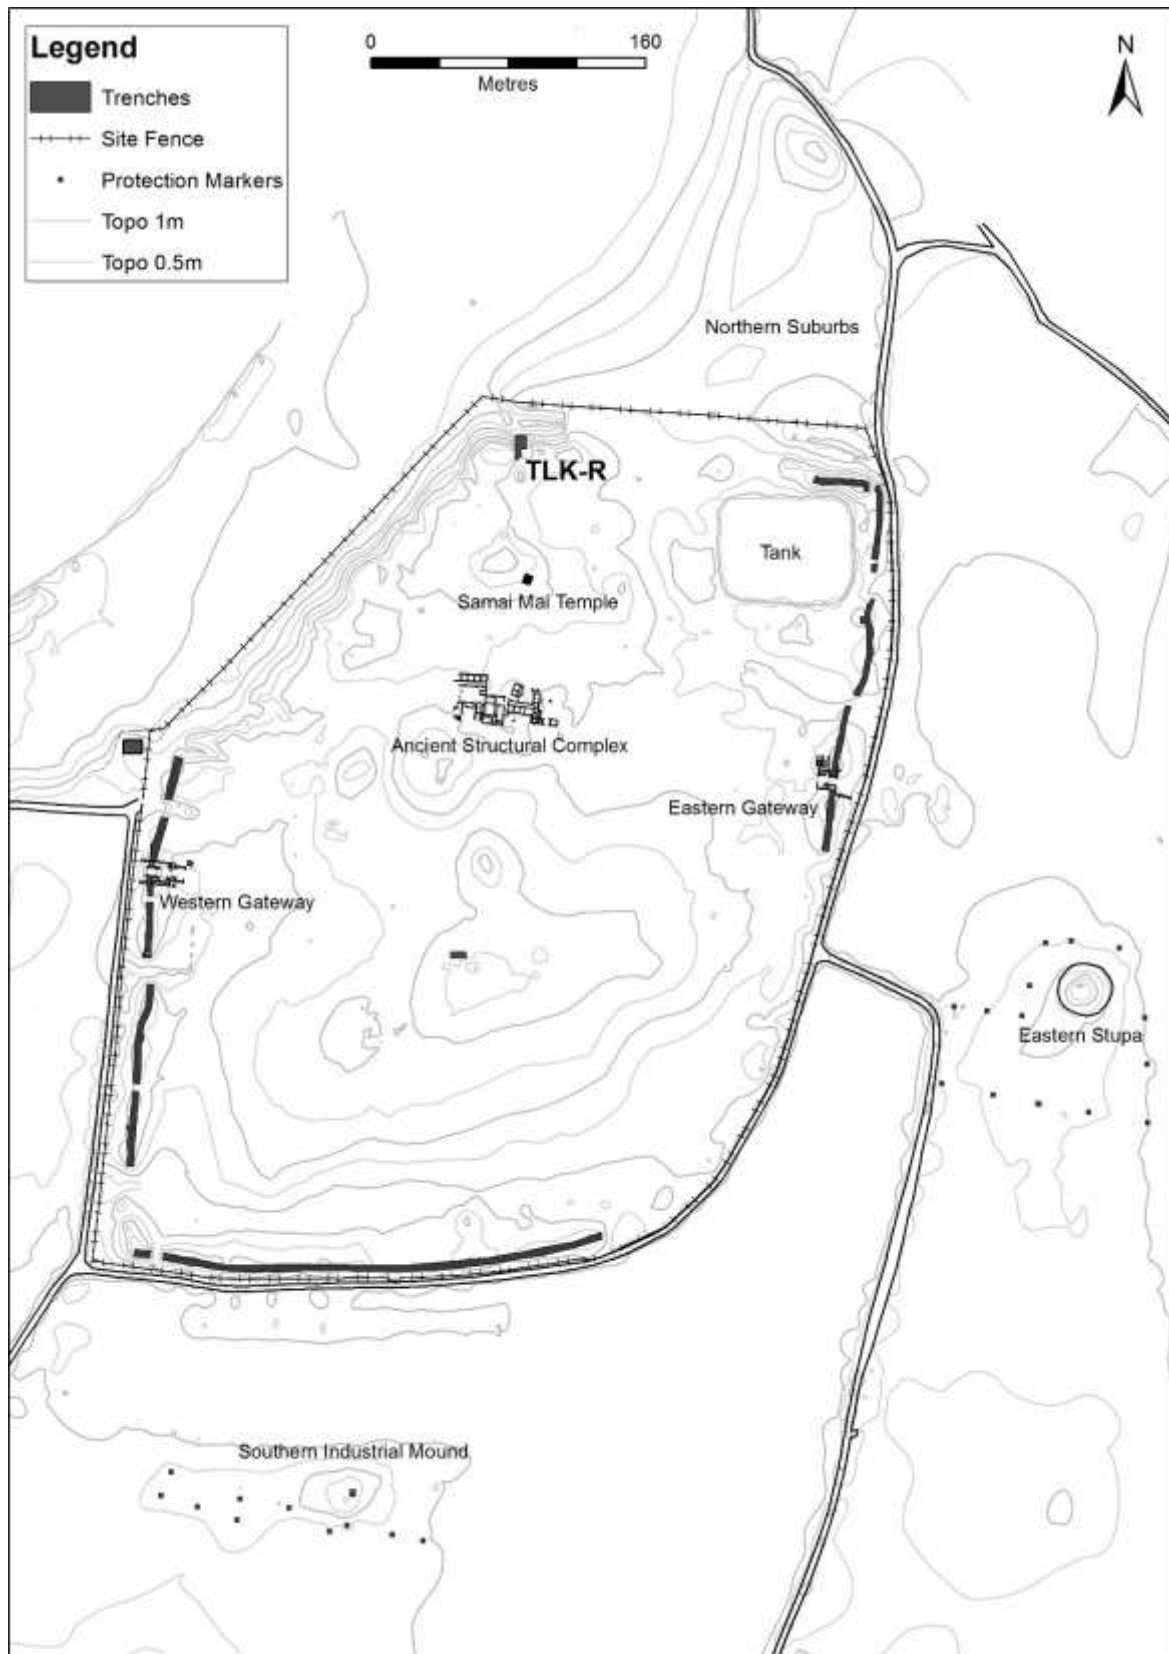 Legend
Trenches
Site Fence
Protection Markers
Topo 1m
Topo 0.5m
0 160
Metres
N
Northern Suburbs
TLK-R
Tank
Samai Mai Temple
Ancient Structural Complex
Eastern Gateway
Western Gateway
Eastern Stupa
Southern Industrial Mound